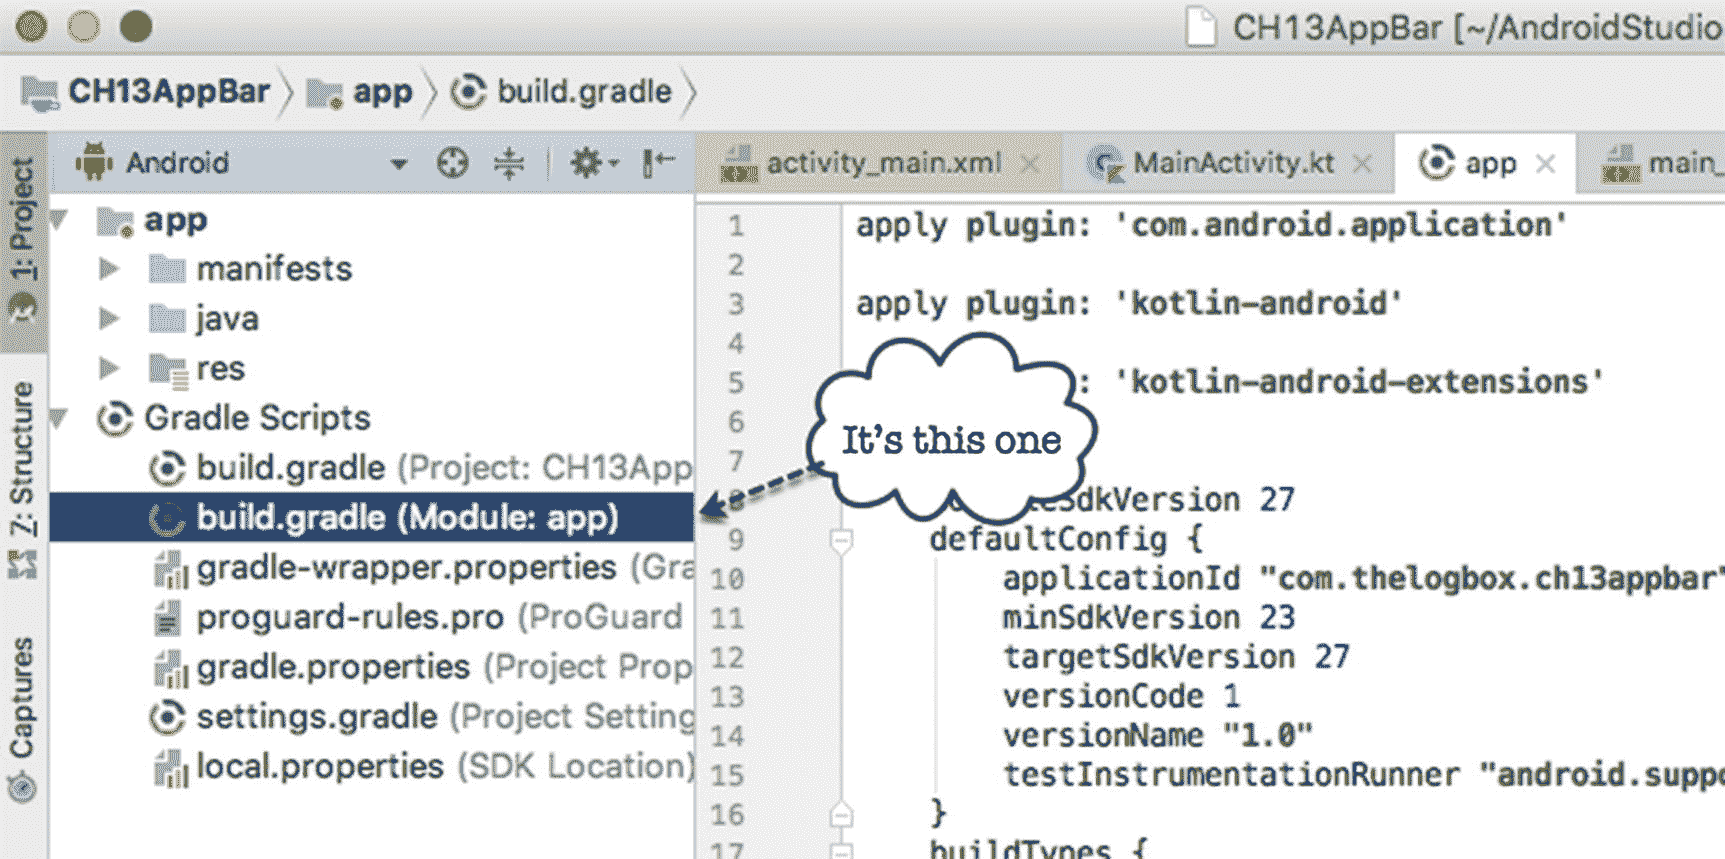 CH13AppBar [~/AndroidStudio
CH13AppBar app build.gradle
1: Project
Z: Structure
Captures
Android
app
manifests
java
res
Gradle Scripts
build.gradle (Project: CH13App
build.gradle (Module: app)
gradle-wrapper.properties (Gra
proguard-rules.pro (ProGuard
gradle.properties (Project Prop
settings.gradle (Project Setting
local.properties (SDK Location)
activity_main.xml MainActivity.kt app main_
1 apply plugin: 'com.android.application'
2
3 apply plugin: 'kotlin-android'
4
5 : 'kotlin-android-extensions'
6
7
It's this one
8 SdkVersion 27
9 defaultConfig {
10 applicationId "com.thelogbox.ch13appbar"
11 minSdkVersion 23
12 targetSdkVersion 27
13 versionCode 1
14 versionName "1.0"
15 testInstrumentationRunner "android.suppo
16 }
17 buildTypes {